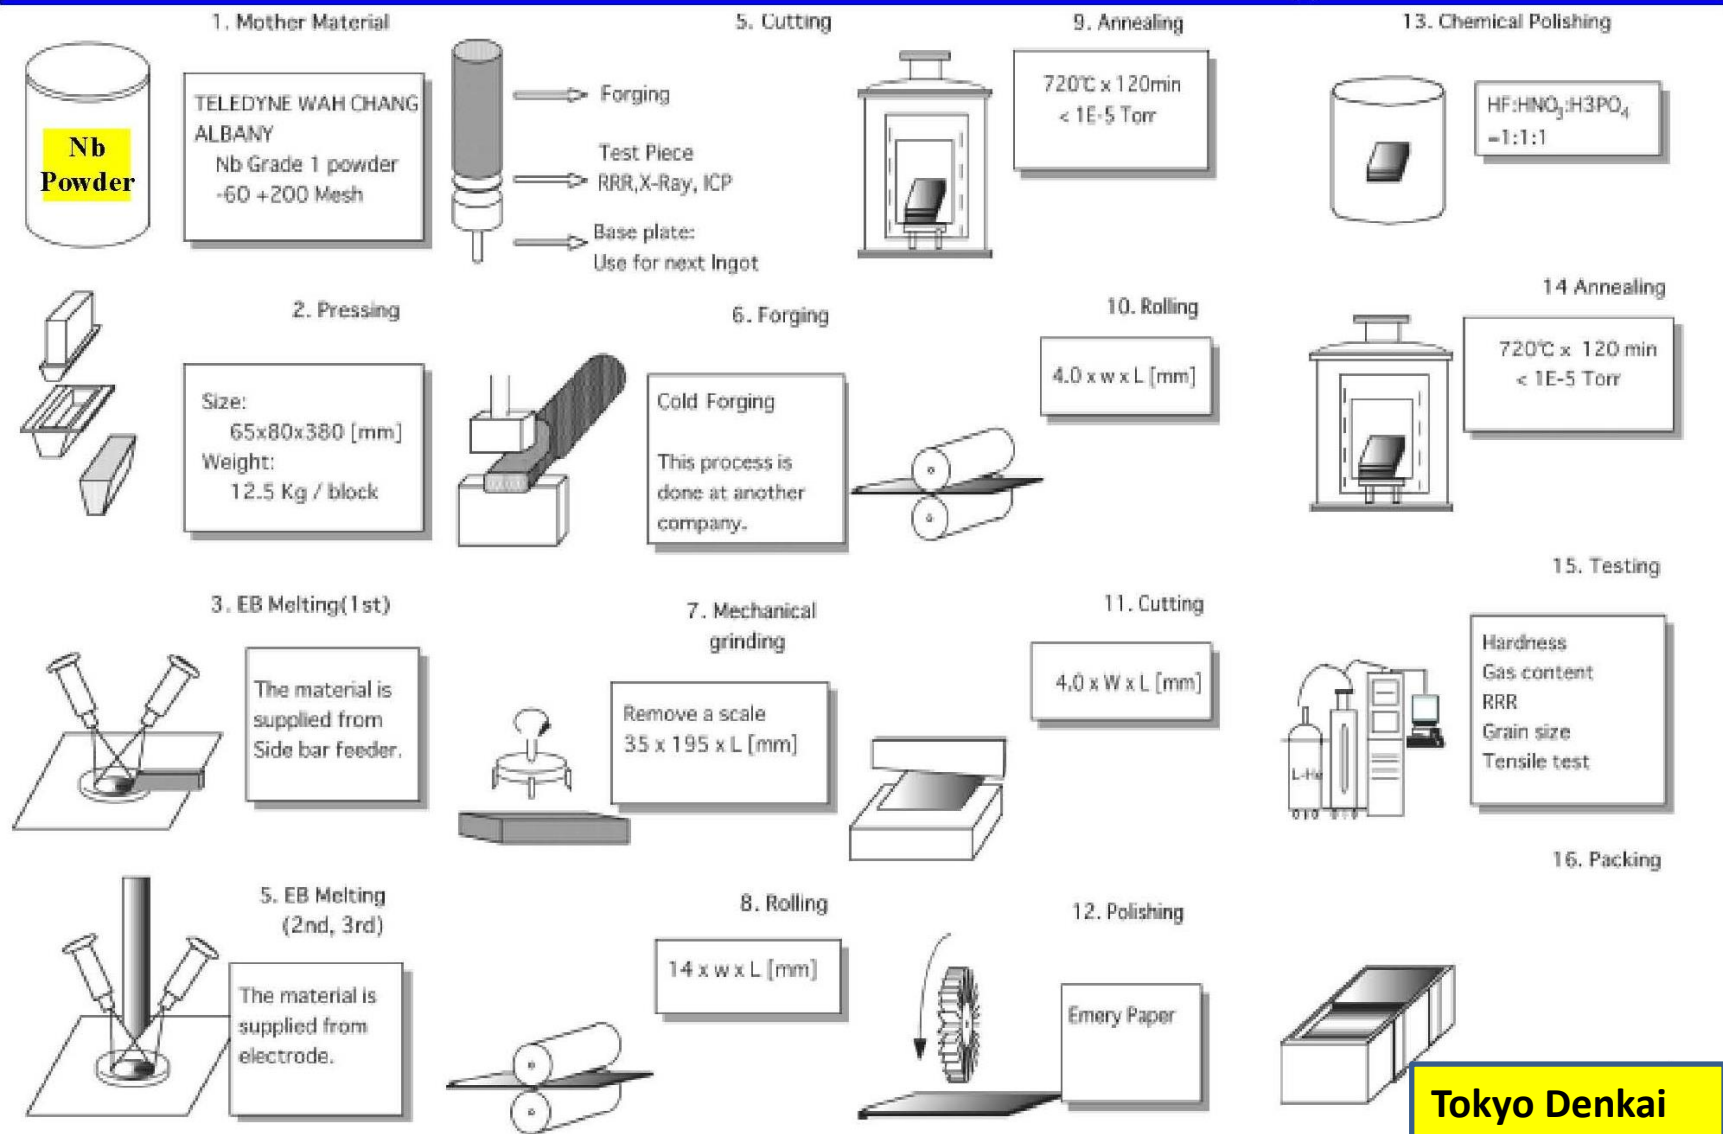 1. Mother Material
Nb
Powder
TELEDYNE WAH CHANG
ALBANY
Nb Grade 1 powder
-60 +200 Mesh
2. Pressing
Size:
65x80x380 [mm]
Weight:
12.5 Kg / block
3. EB Melting(1st)
The material is
supplied from
Side bar feeder.
5. EB Melting
(2nd, 3rd)
The material is
supplied from
electrode.
5. Cutting
Forging
Test Piece
RRR,X-Ray, ICP
Base plate:
Use for next Ingot
6. Forging
Cold Forging
This process is
done at another
company.
7. Mechanical
grinding
Remove a scale
35 x 195 x L [mm]
8. Rolling
14 x w x L [mm]
9. Annealing
720℃ x 120min
< 1E-5 Torr
10. Rolling
4.0 x w x L [mm]
11. Cutting
4.0 x W x L [mm]
12. Polishing
Emery Paper
13. Chemical Polishing
HF:HNO₃:H3PO₄
=1:1:1
14 Annealing
720℃ x 120 min
< 1E-5 Torr
15. Testing
L-He
Hardness
Gas content
RRR
Grain size
Tensile test
16. Packing
Tokyo Denkai